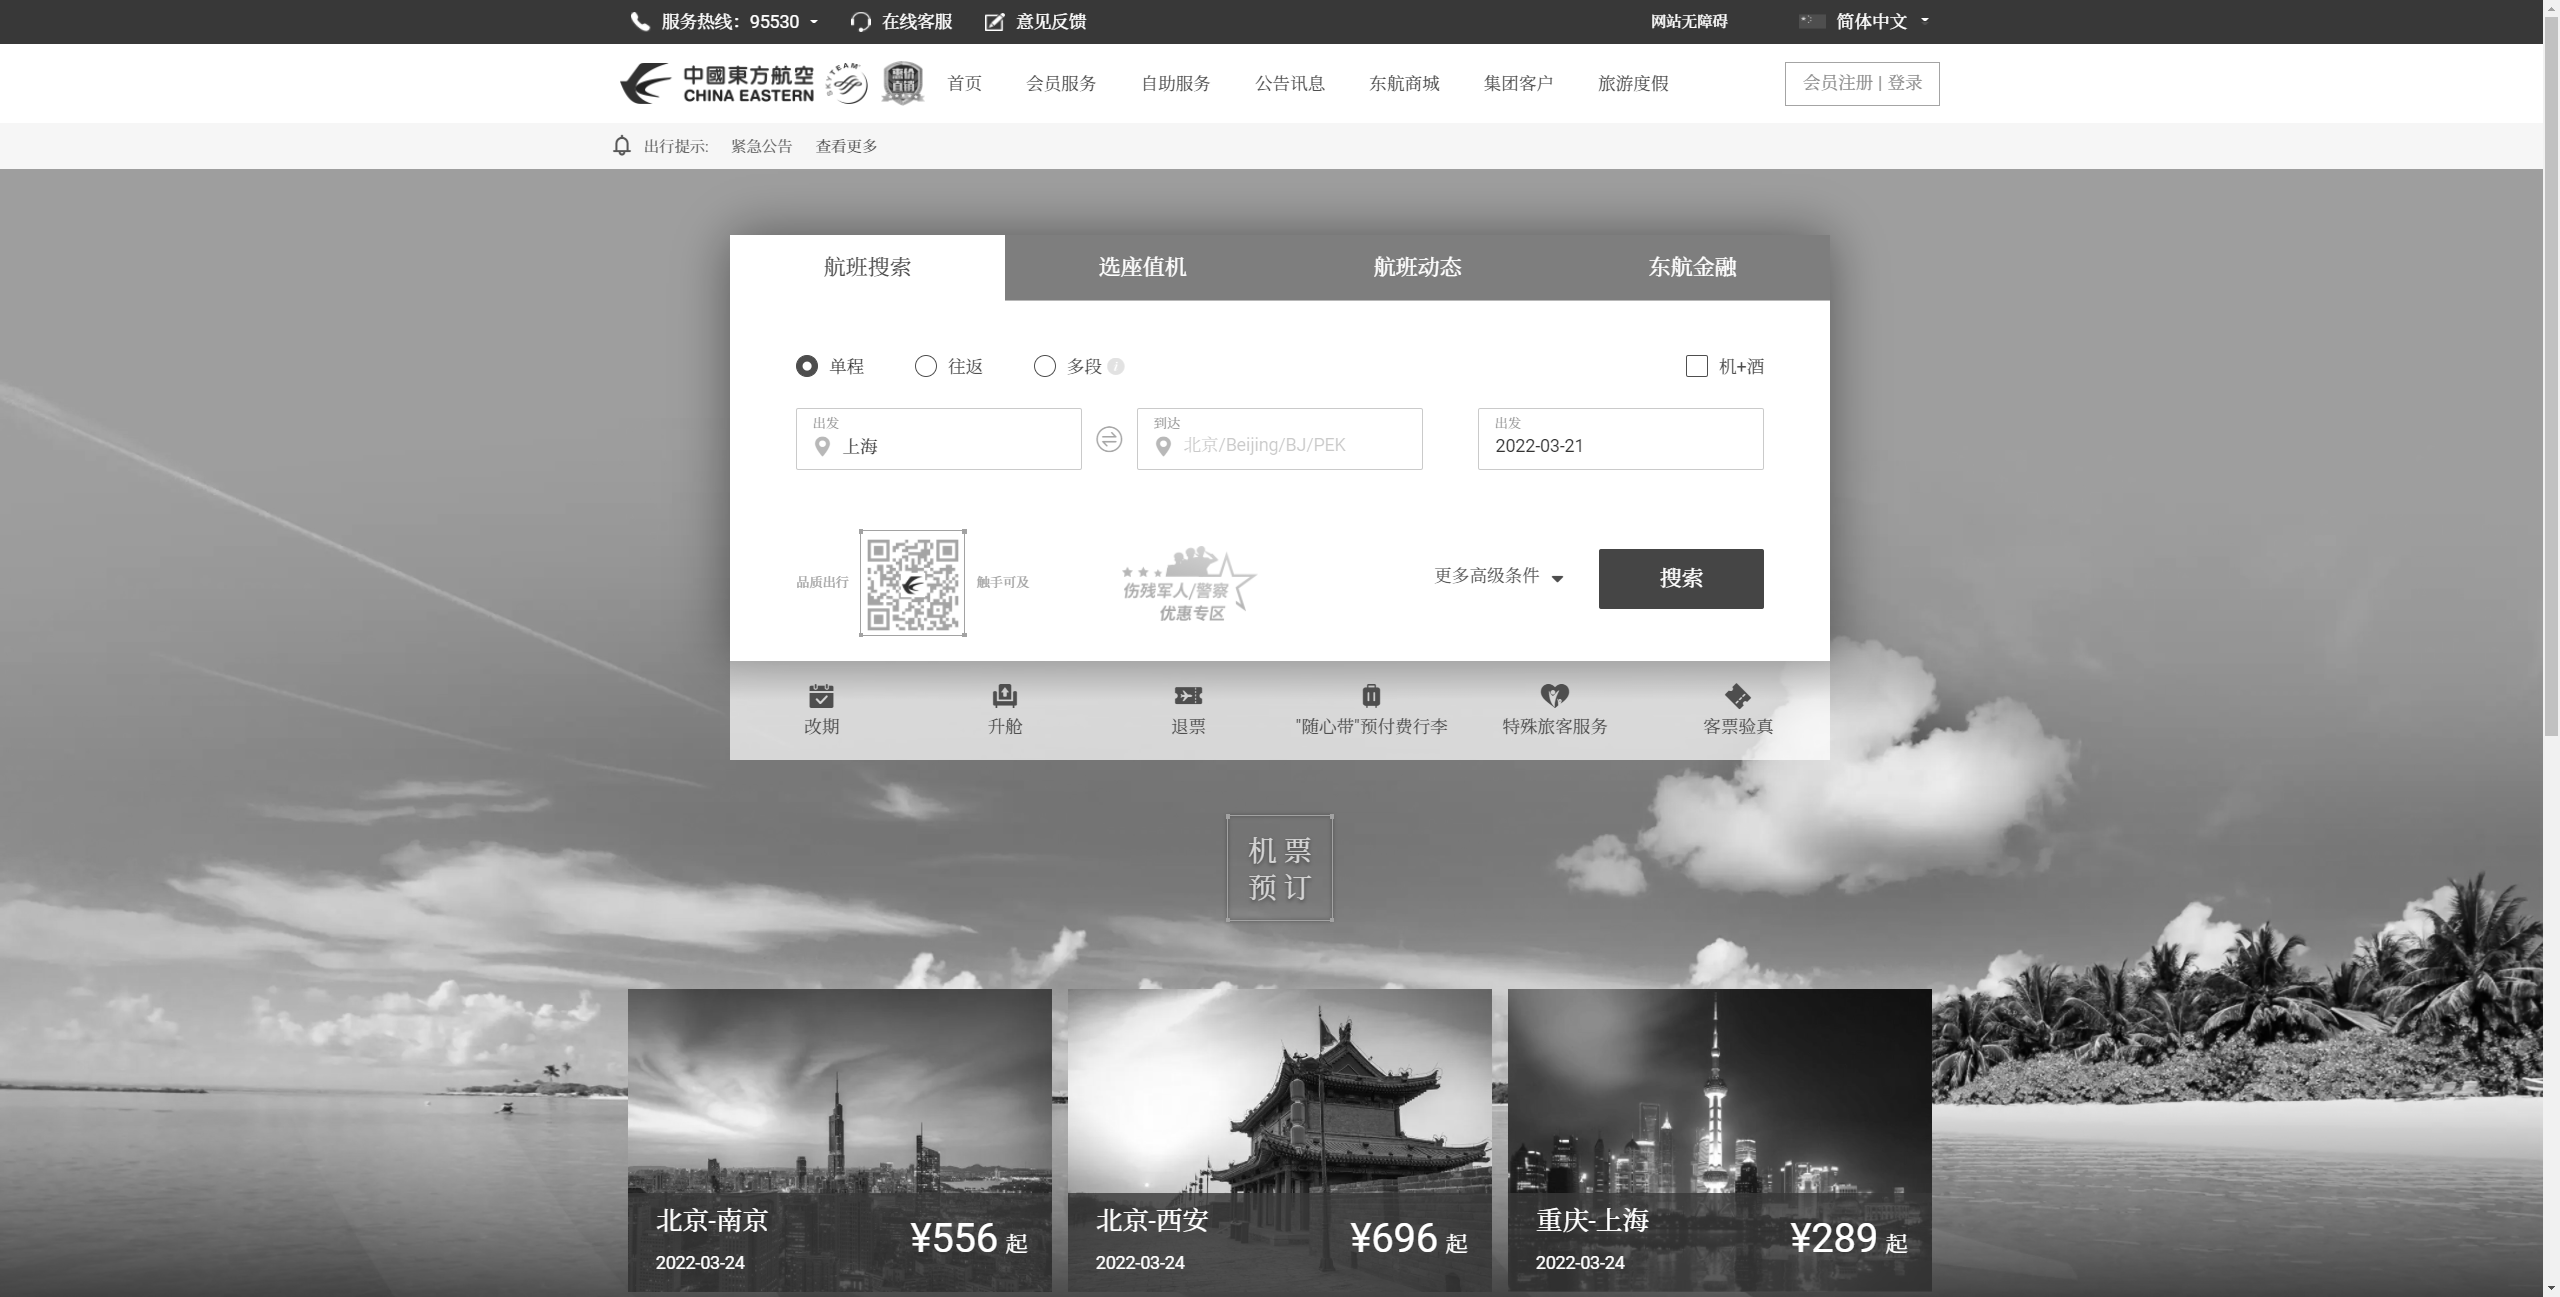 服务热线：95530
在线客服
意见反馈
网站无障碍
简体中文
中國東方航空
CHINA EASTERN
SKYTEAM
首页
会员服务
自助服务
公告讯息
东航商城
集团客户
旅游度假
会员注册 | 登录
出行提示:
紧急公告
查看更多
航班搜索
选座值机
航班动态
东航金融
单程
往返
多段
机+酒
出发
上海
到达
北京/Beijing/BJ/PEK
出发
2022-03-21
品质出行
触手可及
伤残军人/警察
优惠专区
更多高级条件
搜索
改期
升舱
退票
"随心带"预付费行李
特殊旅客服务
客票验真
机票
预订
北京-南京
¥556 起
2022-03-24
北京-西安
¥696 起
2022-03-24
重庆-上海
¥289 起
2022-03-24